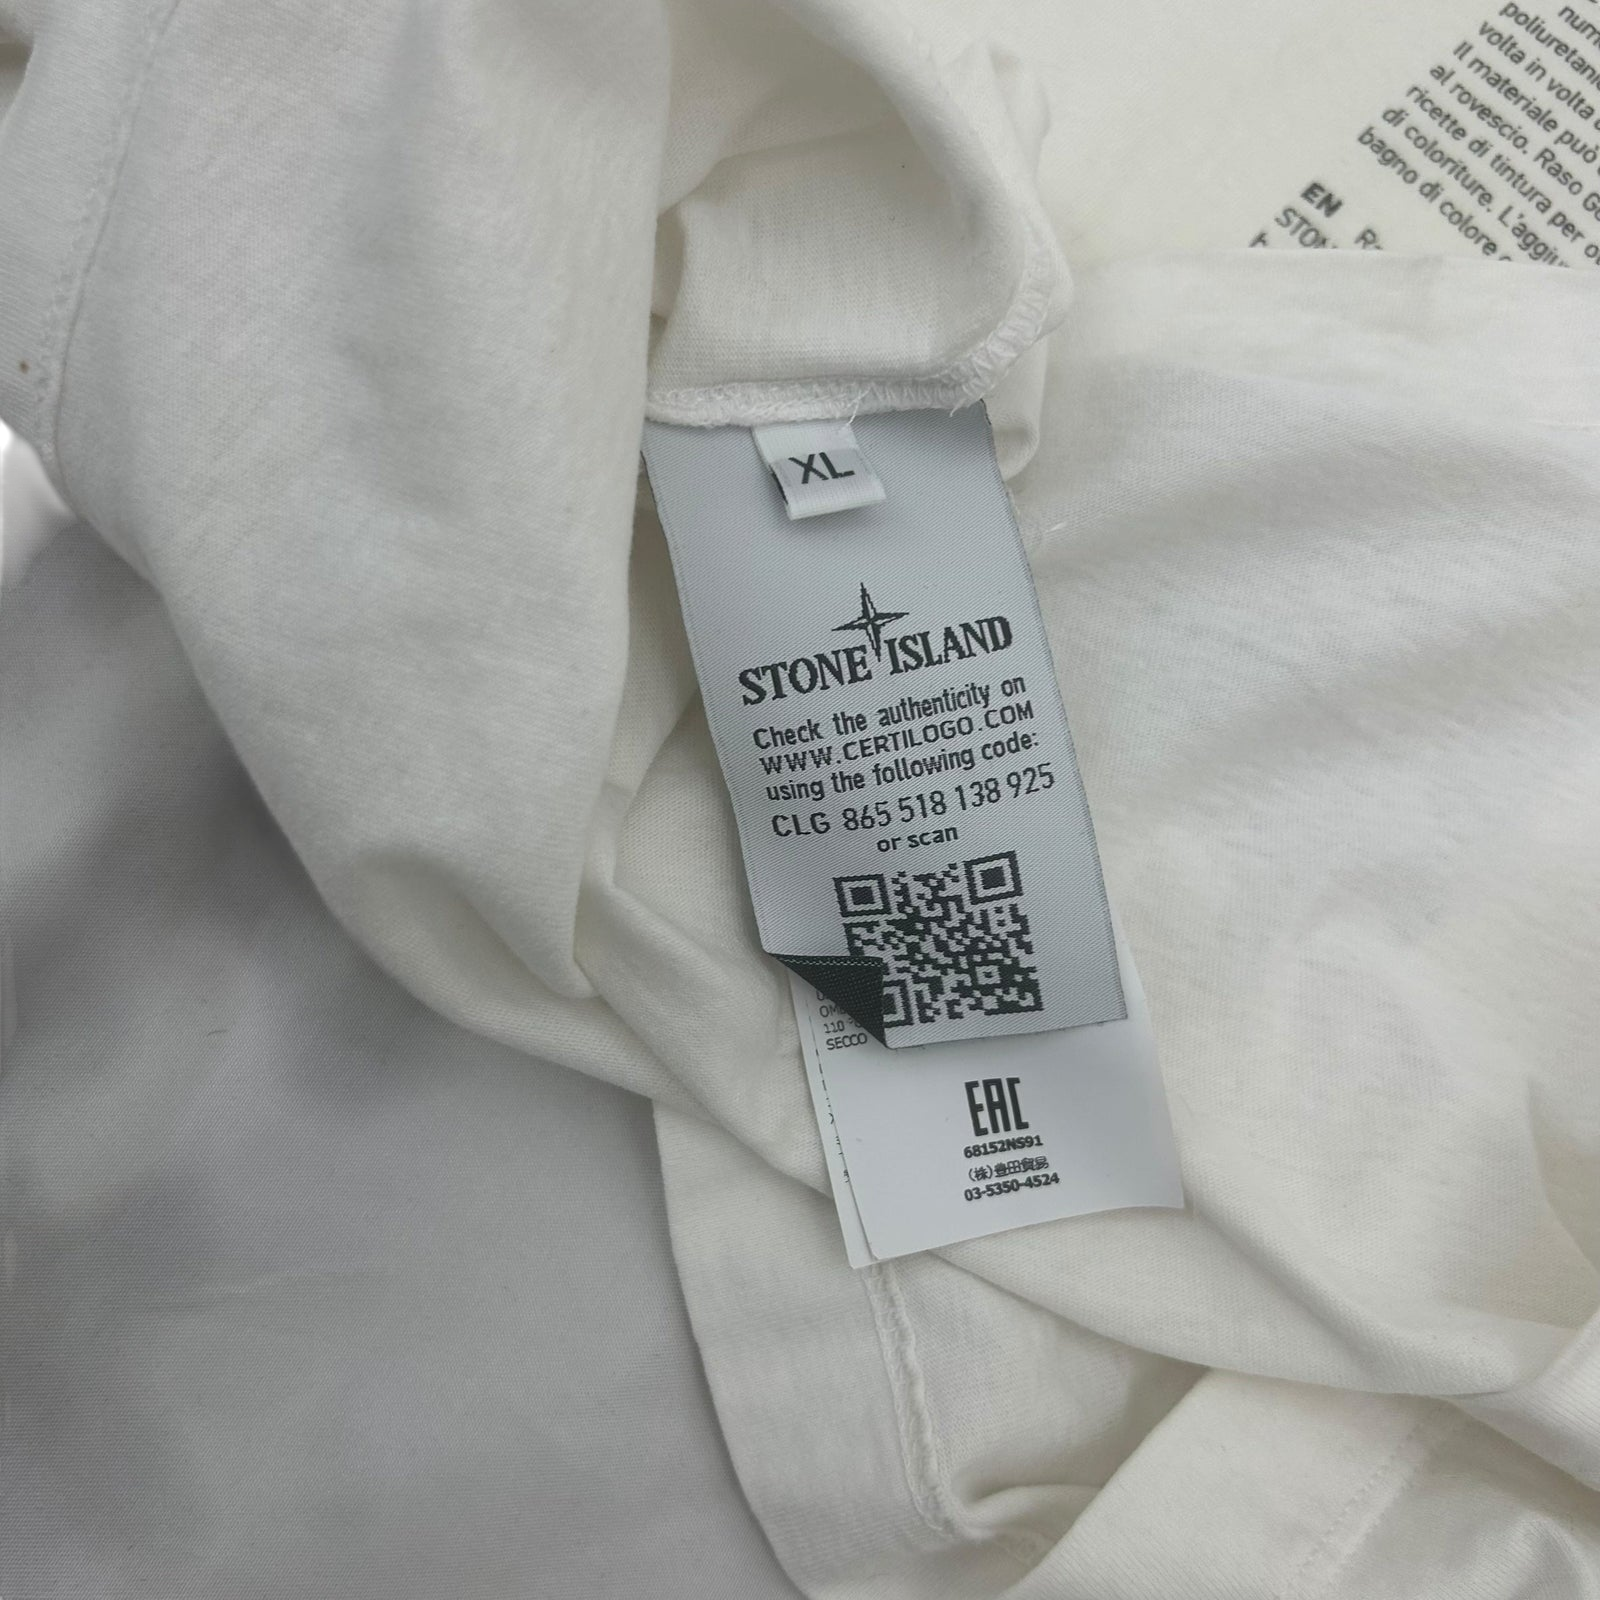 num
poliuretani
volta in volta
Il materiale può
al rovescio. Raso
ricette di tintura per
di coloriture. L'aggiu
bagno di colore
EN
STON
XL
STONE ISLAND
Check the authenticity on
WWW.CERTILOGO.COM
using the following code:
CLG 865 518 138 925
or scan
110 °C
SECCO
EAC
68152NS91
(株)豊田貿易
03-5350-4524